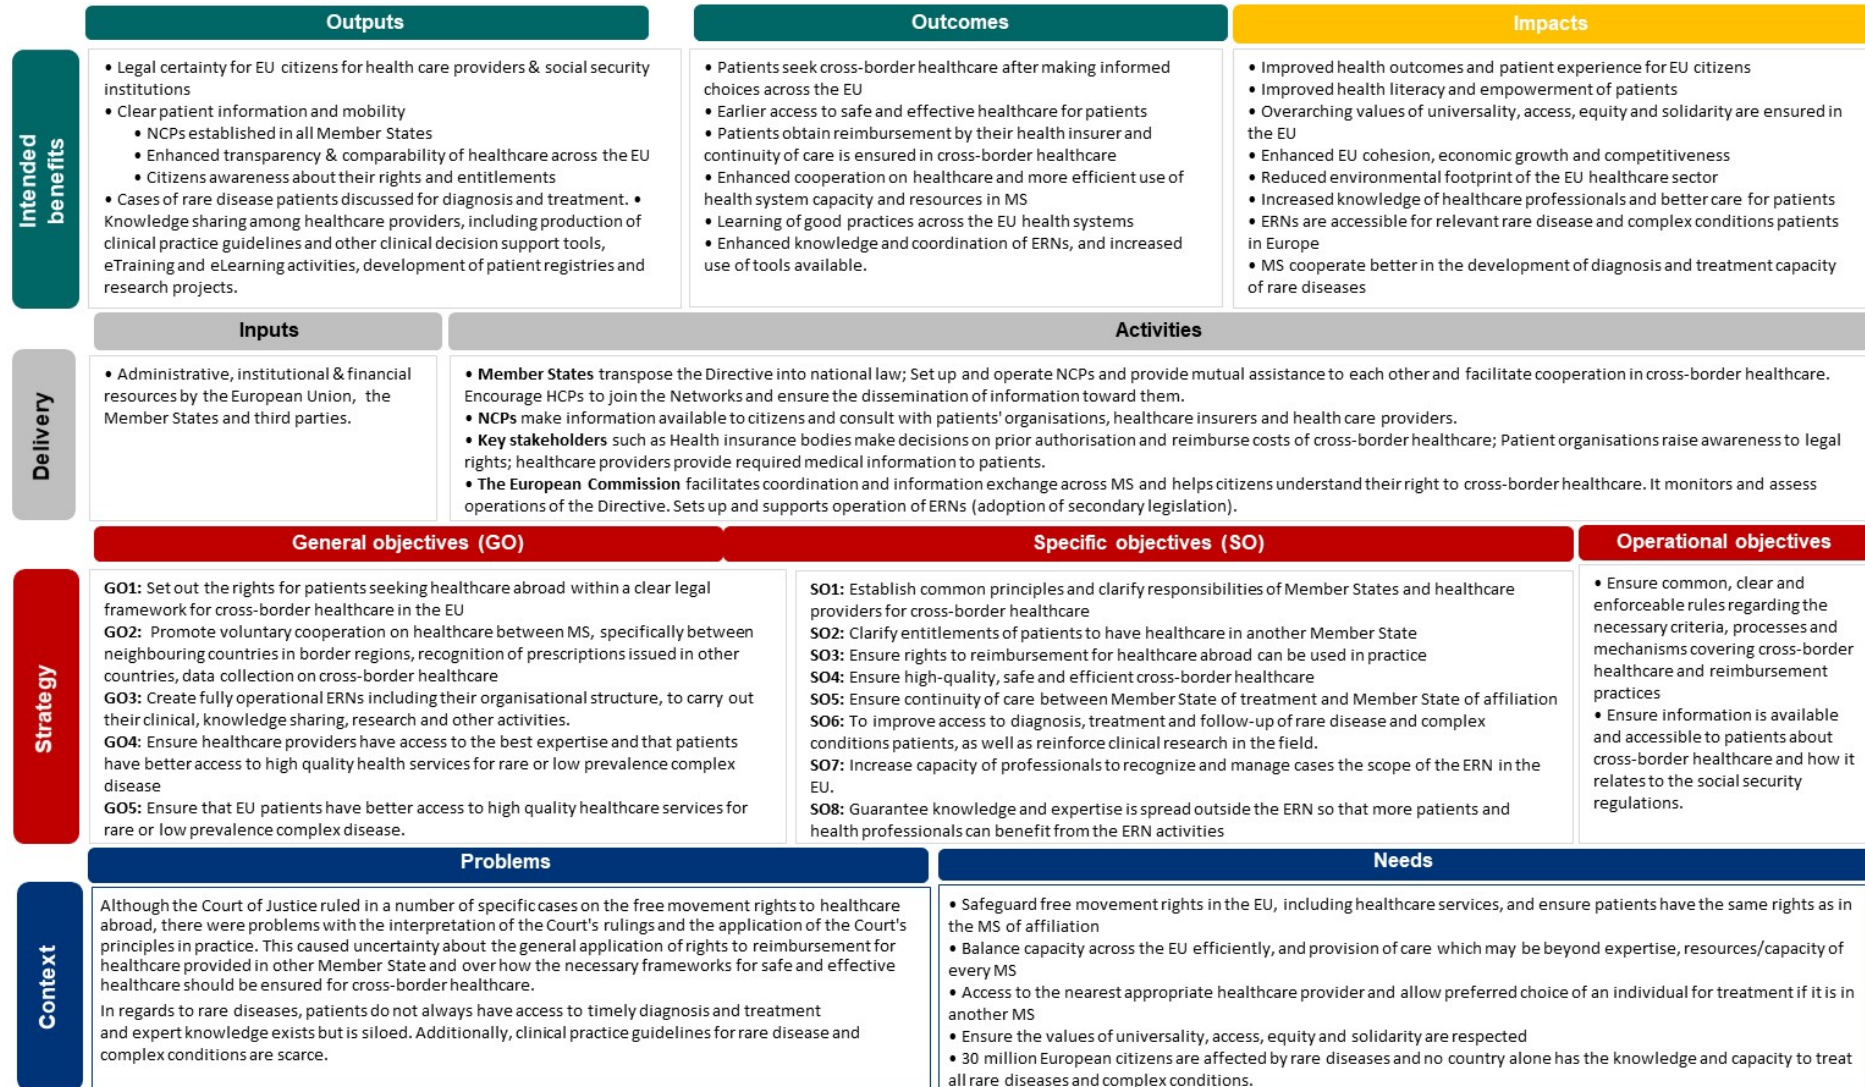 Outputs
Outcomes
Impacts
Intended
benefits
• Legal certainty for EU citizens for health care providers & social security
institutions
• Clear patient information and mobility
• NCPs established in all Member States
• Enhanced transparency & comparability of healthcare across the EU
• Citizens awareness about their rights and entitlements
• Cases of rare disease patients discussed for diagnosis and treatment. •
Knowledge sharing among healthcare providers, including production of
clinical practice guidelines and other clinical decision support tools,
eTraining and eLearning activities, development of patient registries and
research projects.
• Patients seek cross-border healthcare after making informed
choices across the EU
• Earlier access to safe and effective healthcare for patients
• Patients obtain reimbursement by their health insurer and
continuity of care is ensured in cross-border healthcare
• Enhanced cooperation on healthcare and more efficient use of
health system capacity and resources in MS
• Learning of good practices across the EU health systems
• Enhanced knowledge and coordination of ERNs, and increased
use of tools available.
• Improved health outcomes and patient experience for EU citizens
• Improved health literacy and empowerment of patients
• Overarching values of universality, access, equity and solidarity are ensured in
the EU
• Enhanced EU cohesion, economic growth and competitiveness
• Reduced environmental footprint of the EU healthcare sector
• Increased knowledge of healthcare professionals and better care for patients
• ERNs are accessible for relevant rare disease and complex conditions patients
in Europe
• MS cooperate better in the development of diagnosis and treatment capacity
of rare diseases
Inputs
Activities
Delivery
• Administrative, institutional & financial
resources by the European Union, the
Member States and third parties.
• Member States transpose the Directive into national law; Set up and operate NCPs and provide mutual assistance to each other and facilitate cooperation in cross-border healthcare.
Encourage HCPs to join the Networks and ensure the dissemination of information toward them.
• NCPs make information available to citizens and consult with patients' organisations, healthcare insurers and health care providers.
• Key stakeholders such as Health insurance bodies make decisions on prior authorisation and reimburse costs of cross-border healthcare; Patient organisations raise awareness to legal
rights; healthcare providers provide required medical information to patients.
• The European Commission facilitates coordination and information exchange across MS and helps citizens understand their right to cross-border healthcare. It monitors and assess
operations of the Directive. Sets up and supports operation of ERNs (adoption of secondary legislation).
General objectives (GO)
Specific objectives (SO)
Operational objectives
Strategy
GO1: Set out the rights for patients seeking healthcare abroad within a clear legal
framework for cross-border healthcare in the EU
GO2: Promote voluntary cooperation on healthcare between MS, specifically between
neighbouring countries in border regions, recognition of prescriptions issued in other
countries, data collection on cross-border healthcare
GO3: Create fully operational ERNs including their organisational structure, to carry out
their clinical, knowledge sharing, research and other activities.
GO4: Ensure healthcare providers have access to the best expertise and that patients
have better access to high quality health services for rare or low prevalence complex
disease
GO5: Ensure that EU patients have better access to high quality healthcare services for
rare or low prevalence complex disease.
SO1: Establish common principles and clarify responsibilities of Member States and healthcare
providers for cross-border healthcare
SO2: Clarify entitlements of patients to have healthcare in another Member State
SO3: Ensure rights to reimbursement for healthcare abroad can be used in practice
SO4: Ensure high-quality, safe and efficient cross-border healthcare
SO5: Ensure continuity of care between Member State of treatment and Member State of affiliation
SO6: To improve access to diagnosis, treatment and follow-up of rare disease and complex
conditions patients, as well as reinforce clinical research in the field.
SO7: Increase capacity of professionals to recognize and manage cases the scope of the ERN in the
EU.
SO8: Guarantee knowledge and expertise is spread outside the ERN so that more patients and
health professionals can benefit from the ERN activities
• Ensure common, clear and
enforceable rules regarding the
necessary criteria, processes and
mechanisms covering cross-border
healthcare and reimbursement
practices
• Ensure information is available
and accessible to patients about
cross-border healthcare and how it
relates to the social security
regulations.
Problems
Needs
Context
Although the Court of Justice ruled in a number of specific cases on the free movement rights to healthcare
abroad, there were problems with the interpretation of the Court's rulings and the application of the Court's
principles in practice. This caused uncertainty about the general application of rights to reimbursement for
healthcare provided in other Member State and over how the necessary frameworks for safe and effective
healthcare should be ensured for cross-border healthcare.
In regards to rare diseases, patients do not always have access to timely diagnosis and treatment
and expert knowledge exists but is siloed. Additionally, clinical practice guidelines for rare disease and
complex conditions are scarce.
• Safeguard free movement rights in the EU, including healthcare services, and ensure patients have the same rights as in
the MS of affiliation
• Balance capacity across the EU efficiently, and provision of care which may be beyond expertise, resources/capacity of
every MS
• Access to the nearest appropriate healthcare provider and allow preferred choice of an individual for treatment if it is in
another MS
• Ensure the values of universality, access, equity and solidarity are respected
• 30 million European citizens are affected by rare diseases and no country alone has the knowledge and capacity to treat
all rare diseases and complex conditions.